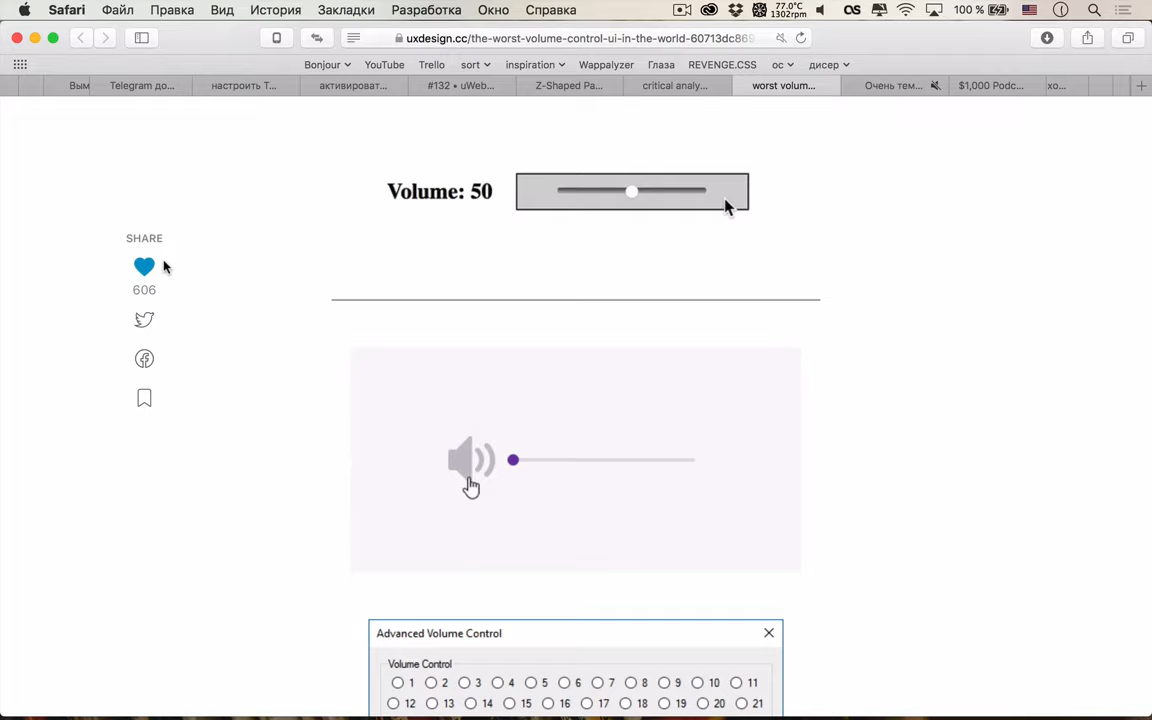 Safari Файл Правка Вид История Закладки Разработка Окно Справка 77.0°C 1302rpm 100 %
uxdesign.cc/the-worst-volume-control-ui-in-the-world-60713dc869
Bonjour YouTube Trello sort inspiration Wappalyzer Глаза REVENGE.CSS ос дисер
Вым Telegram до... настроить Т... активироват... #132 • uWeb... Z-Shaped Pa... critical analy... worst volum... Очень тем... $1,000 Podc... хо...
Volume: 50
SHARE
606
Advanced Volume Control
Volume Control
1 2 3 4 5 6 7 8 9 10 11
12 13 14 15 16 17 18 19 20 21